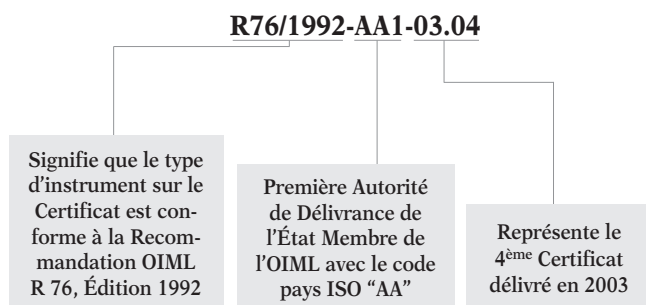 R76/1992-AA1-03.04
Signifie que le type
d'instrument sur le
Certificat est con-
forme à la Recom-
mandation OIML
R 76, Édition 1992
Première Autorité
de Délivrance de
l'État Membre de
l'OIML avec le code
pays ISO “AA”
Représente le
4ème Certificat
délivré en 2003